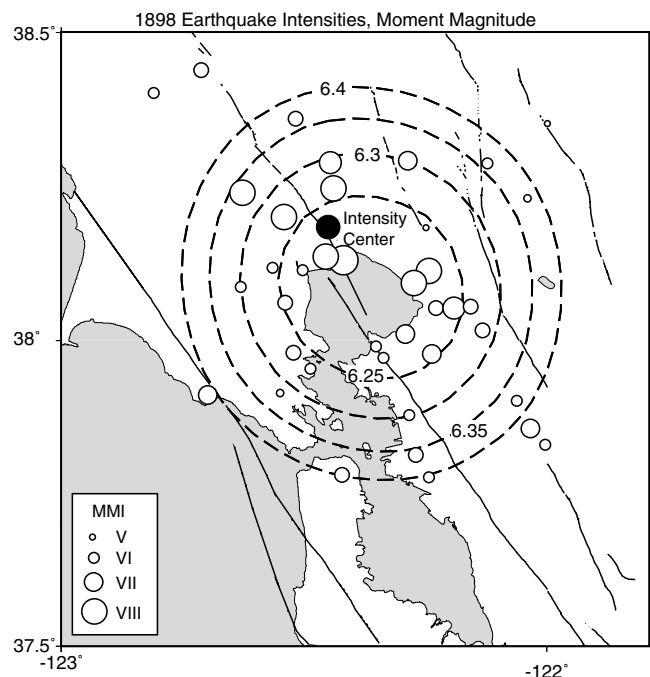 1898 Earthquake Intensities, Moment Magnitude
38.5˚
6.4
6.3
Intensity
Center
38˚
6.25
6.35
MMI
V
VI
VII
VIII
37.5˚
-123˚
-122˚